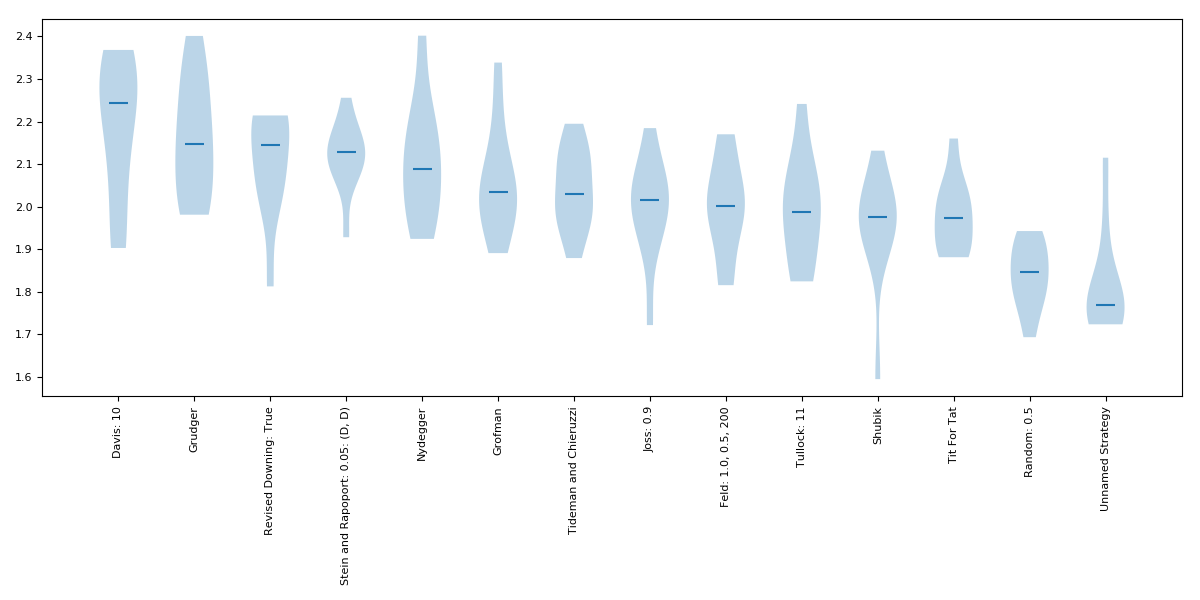 2.4
2.3
2.2
2.1
2.0
1.9
1.8
1.7
1.6
Davis: 10
Grudger
Revised Downing: True
Stein and Rapoport: 0.05: (D, D)
Nydegger
Grofman
Tideman and Chieruzzi
Joss: 0.9
Feld: 1.0, 0.5, 200
Tullock: 11
Shubik
Tit For Tat
Random: 0.5
Unnamed Strategy